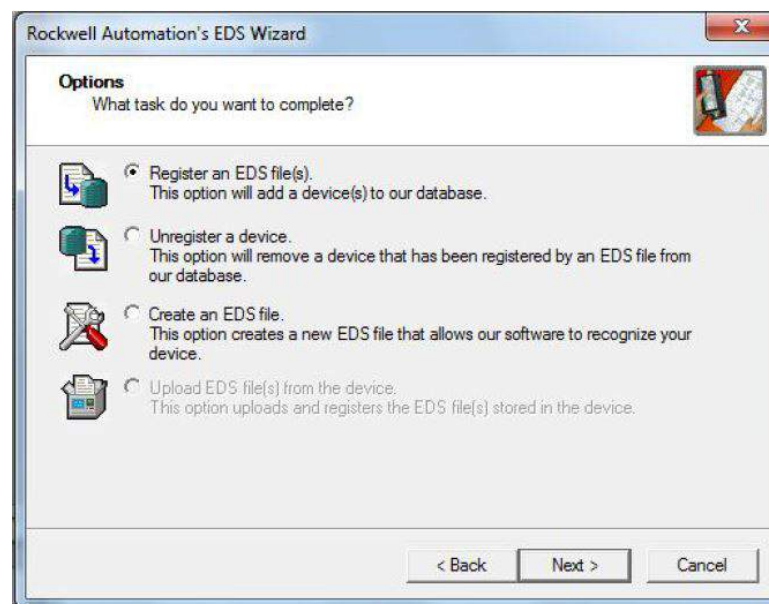 Rockwell Automation's EDS Wizard
Options
What task do you want to complete?
Register an EDS file(s).
This option will add a device(s) to our database.
Unregister a device.
This option will remove a device that has been registered by an EDS file from
our database.
Create an EDS file.
This option creates a new EDS file that allows our software to recognize your
device.
Upload EDS file(s) from the device.
This option uploads and registers the EDS file(s) stored in the device.
< Back
Next >
Cancel